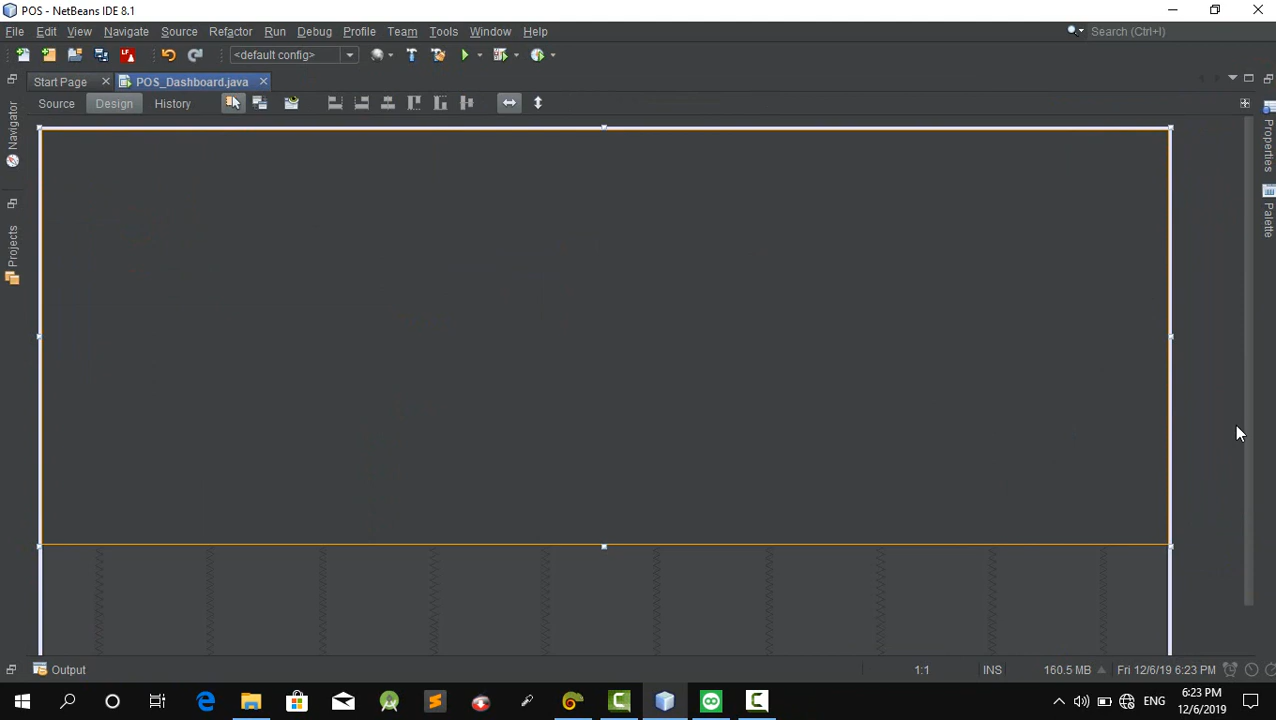 POS - NetBeans IDE 8.1
File Edit View Navigate Source Refactor Run Debug Profile Team Tools Window Help
Search (Ctrl+I)
<default config>
Start Page
POS_Dashboard.java
Source Design History
Navigator
Projects
Properties
Palette
Output
1:1
INS
160.5 MB
Fri 12/6/19 6:23 PM
ENG
6:23 PM
12/6/2019